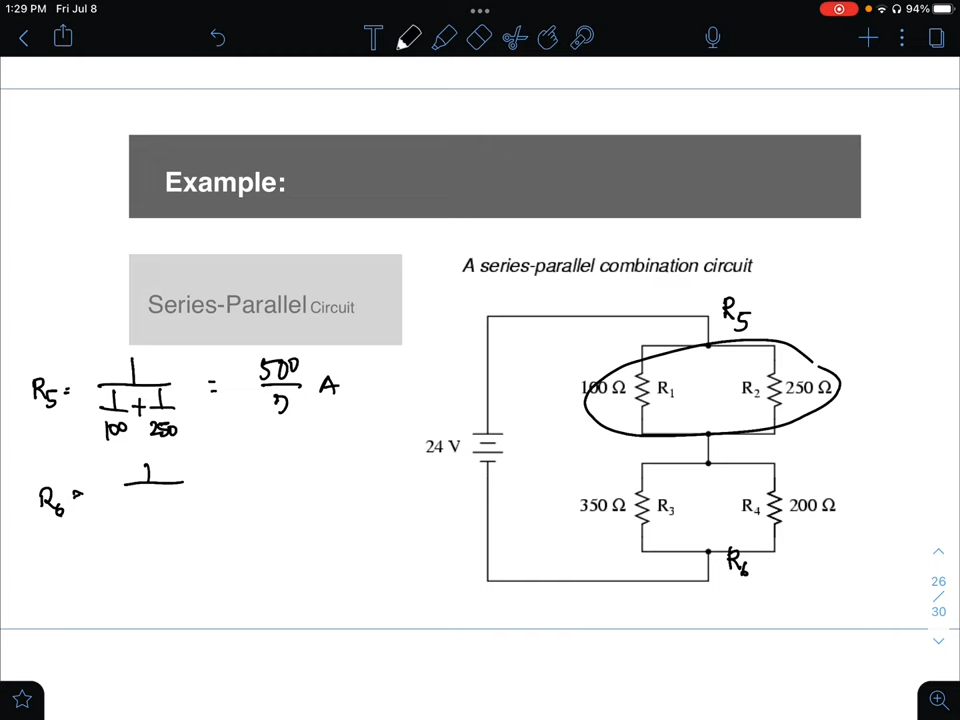 1:29 PM Fri Jul 8
94%
T
Example:
Series-Parallel Circuit
A series-parallel combination circuit
R5
100 Ω R1 R2 250 Ω
24 V
350 Ω R3 R4 200 Ω
R6
R5 = 1 / (1/100 + 1/250) = 500/7 A
R6 = 1
26
/
30